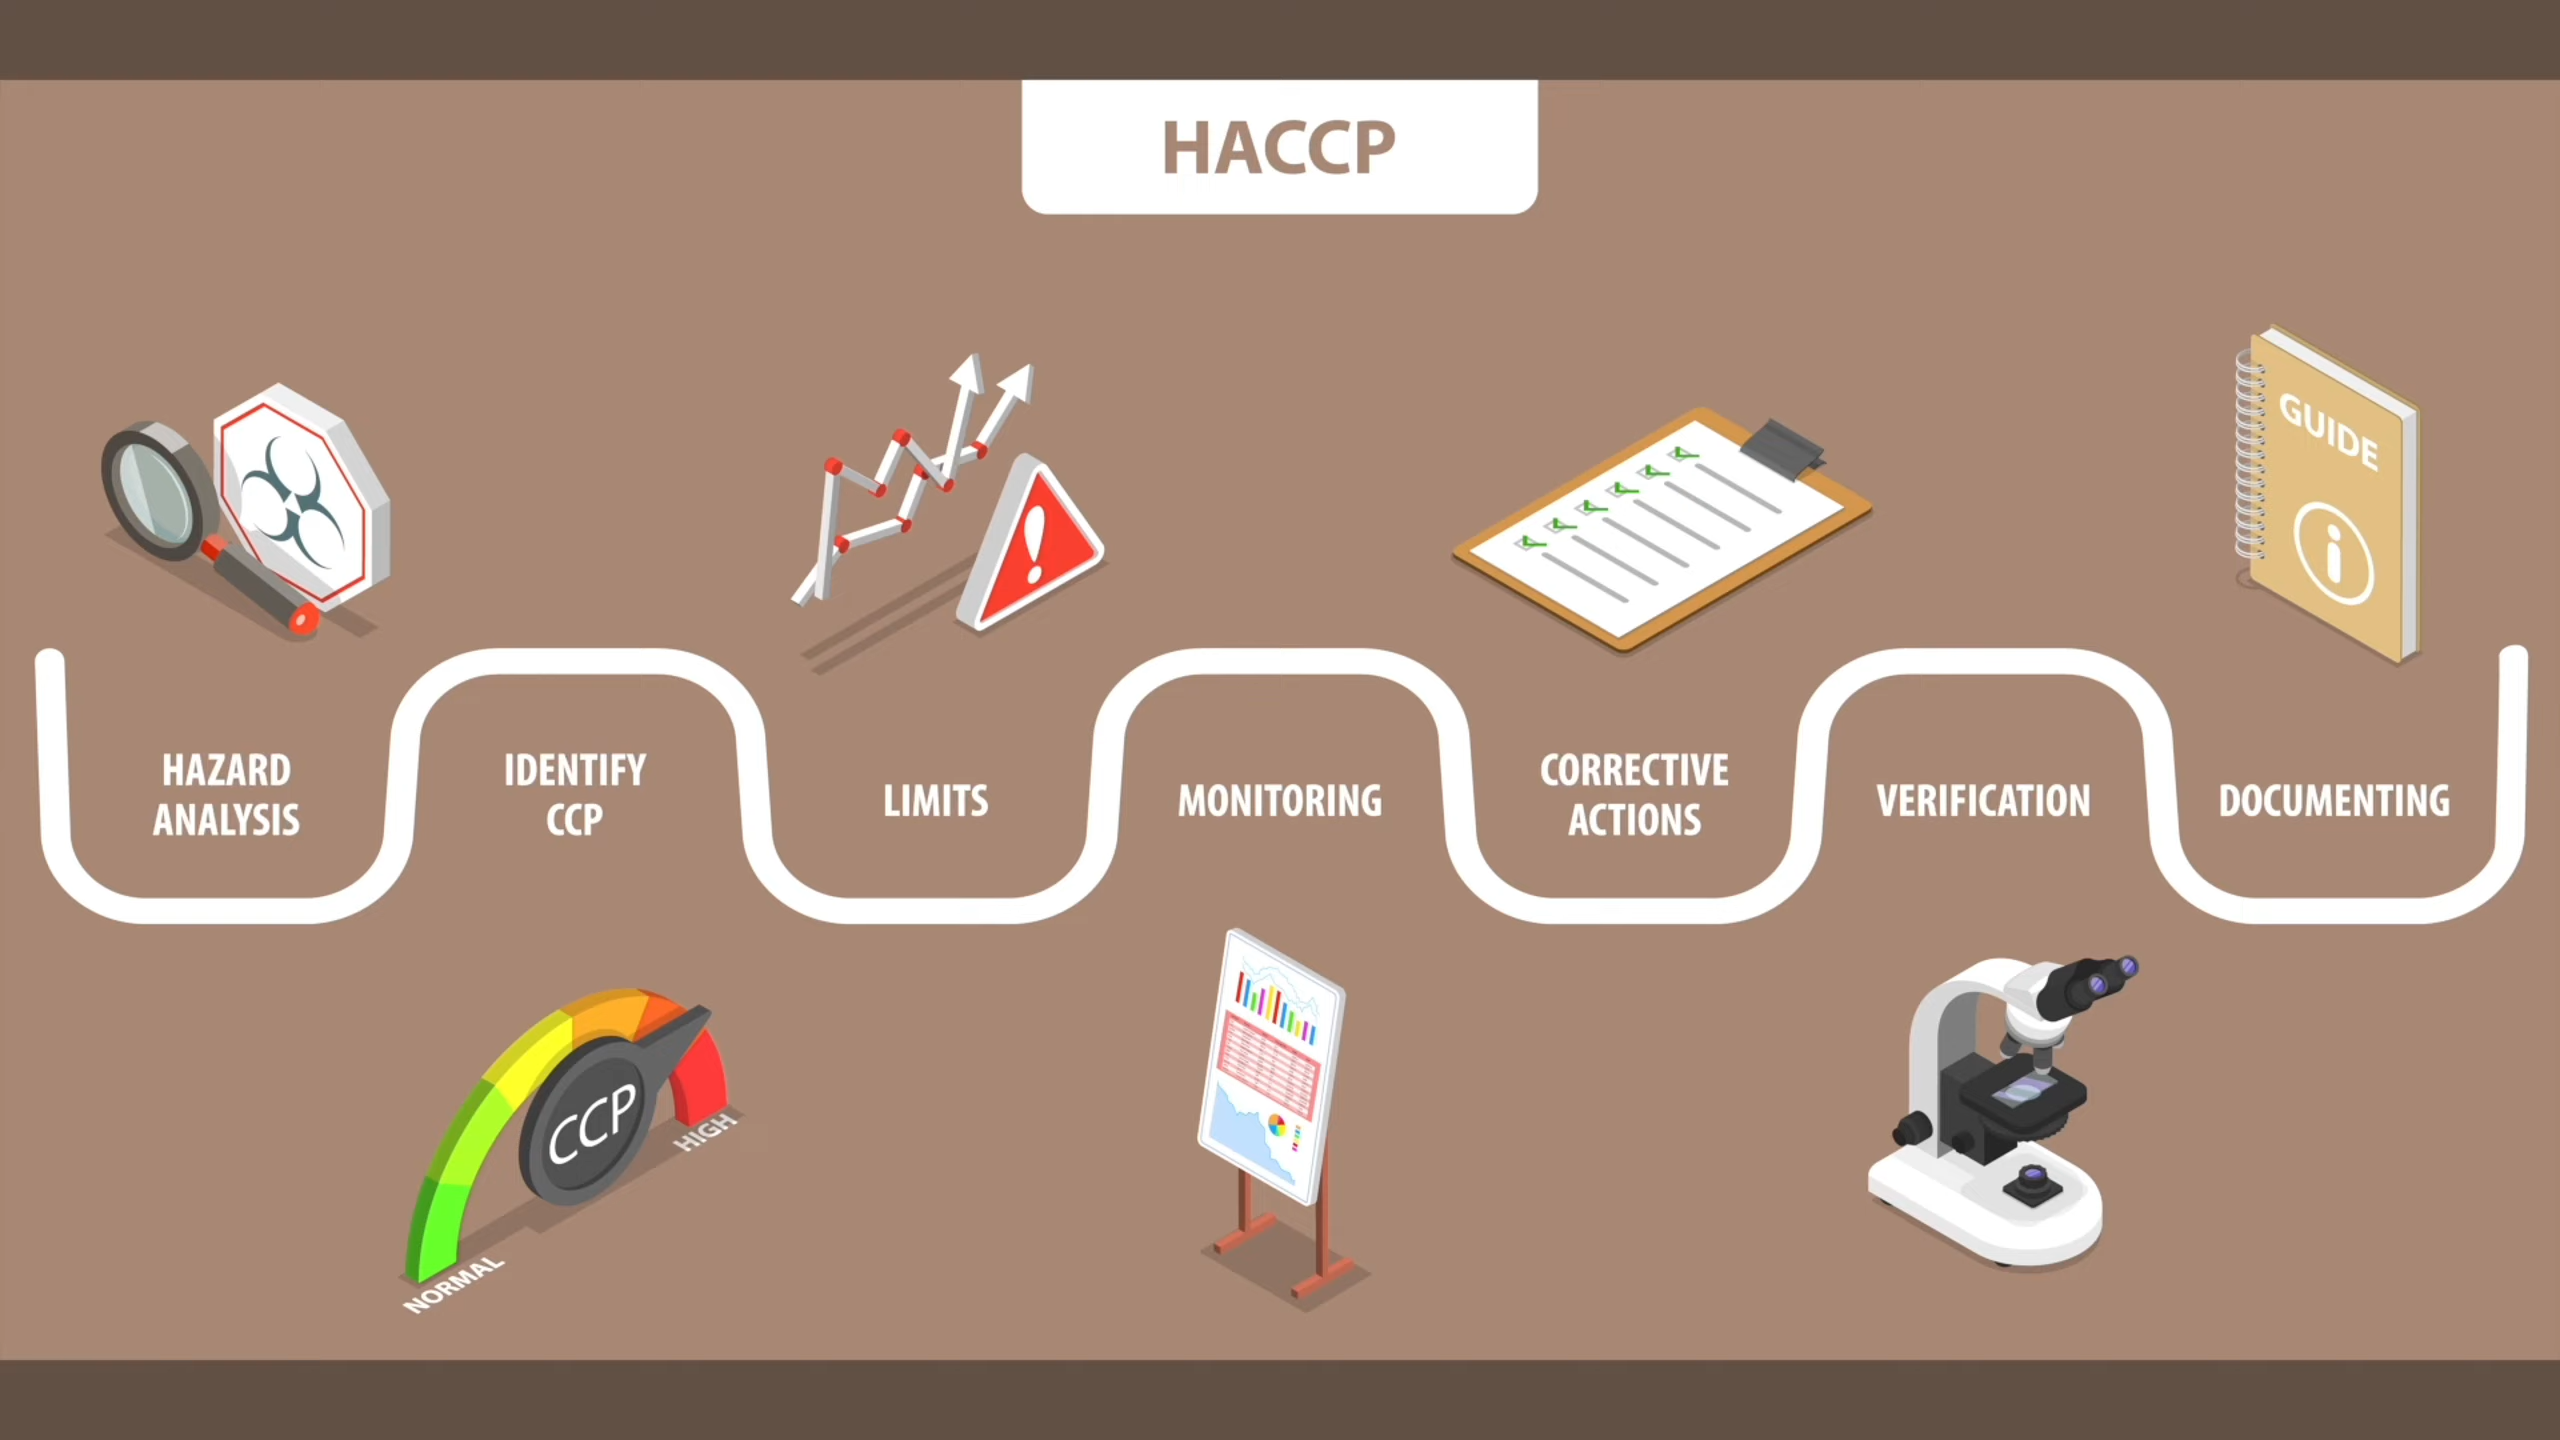 HACCP
HAZARD
ANALYSIS
IDENTIFY
CCP
LIMITS
MONITORING
CORRECTIVE
ACTIONS
VERIFICATION
DOCUMENTING
GUIDE
i
CCP
HIGH
NORMAL